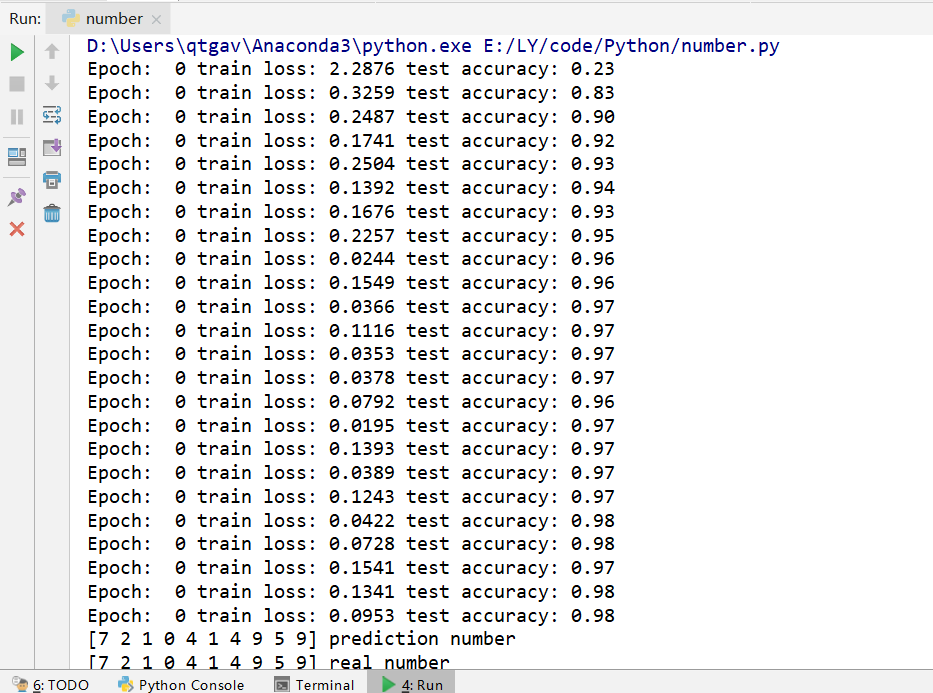 Run: number
D:\Users\qtgav\Anaconda3\python.exe E:/LY/code/Python/number.py
Epoch:  0 train loss: 2.2876 test accuracy: 0.23
Epoch:  0 train loss: 0.3259 test accuracy: 0.83
Epoch:  0 train loss: 0.2487 test accuracy: 0.90
Epoch:  0 train loss: 0.1741 test accuracy: 0.92
Epoch:  0 train loss: 0.2504 test accuracy: 0.93
Epoch:  0 train loss: 0.1392 test accuracy: 0.94
Epoch:  0 train loss: 0.1676 test accuracy: 0.93
Epoch:  0 train loss: 0.2257 test accuracy: 0.95
Epoch:  0 train loss: 0.0244 test accuracy: 0.96
Epoch:  0 train loss: 0.1549 test accuracy: 0.96
Epoch:  0 train loss: 0.0366 test accuracy: 0.97
Epoch:  0 train loss: 0.1116 test accuracy: 0.97
Epoch:  0 train loss: 0.0353 test accuracy: 0.97
Epoch:  0 train loss: 0.0378 test accuracy: 0.97
Epoch:  0 train loss: 0.0792 test accuracy: 0.96
Epoch:  0 train loss: 0.0195 test accuracy: 0.97
Epoch:  0 train loss: 0.1393 test accuracy: 0.97
Epoch:  0 train loss: 0.0389 test accuracy: 0.97
Epoch:  0 train loss: 0.1243 test accuracy: 0.97
Epoch:  0 train loss: 0.0422 test accuracy: 0.98
Epoch:  0 train loss: 0.0728 test accuracy: 0.98
Epoch:  0 train loss: 0.1541 test accuracy: 0.97
Epoch:  0 train loss: 0.1341 test accuracy: 0.98
Epoch:  0 train loss: 0.0953 test accuracy: 0.98
[7 2 1 0 4 1 4 9 5 9] prediction number
[7 2 1 0 4 1 4 9 5 9] real number
6: TODO Python Console Terminal 4: Run